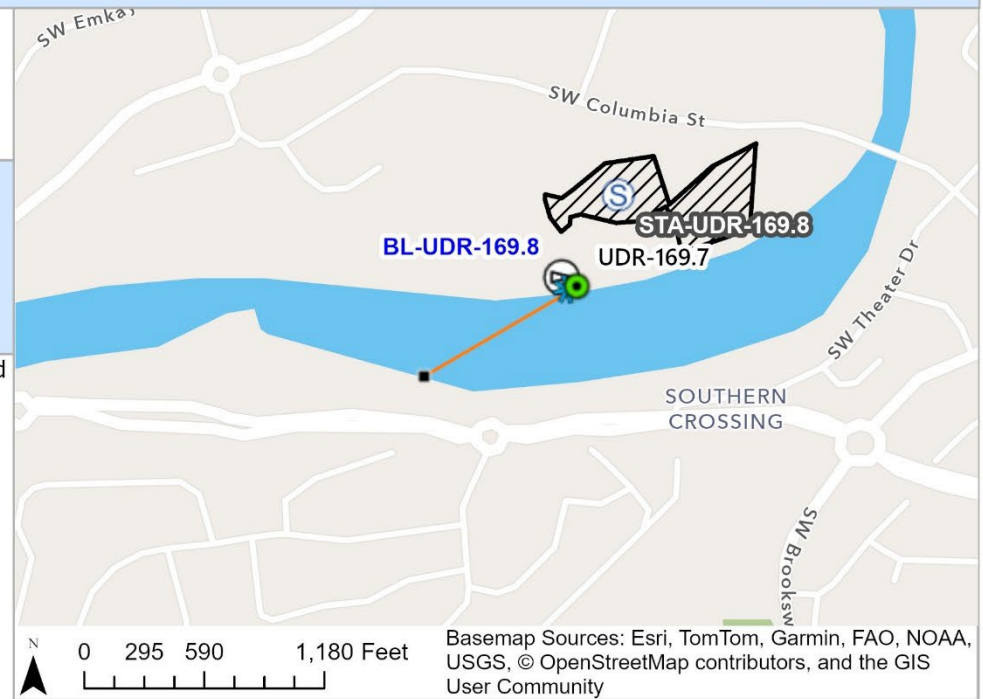 SW Emkay
SW Columbia St
S
STA-UDR-169.8
BL-UDR-169.8
UDR-169.7
SW Theater Dr
d
SOUTHERN
CROSSING
SW Brooksw
N
0 295 590 1,180 Feet
Basemap Sources: Esri, TomTom, Garmin, FAO, NOAA,
USGS, © OpenStreetMap contributors, and the GIS
User Community